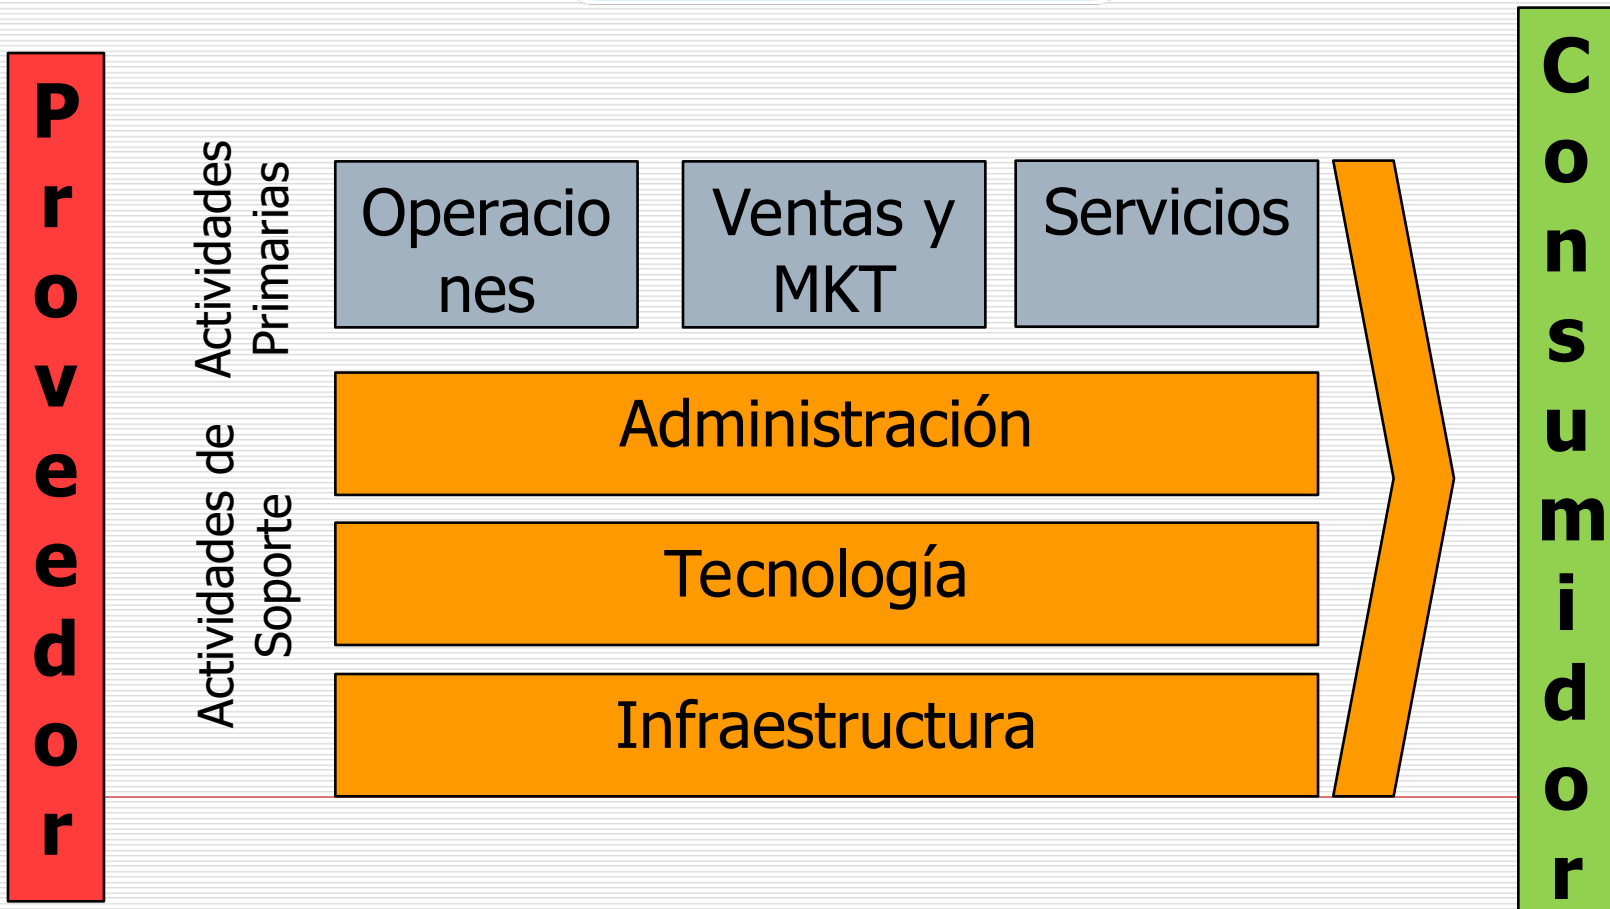 Proveedor
Actividades
Primarias
Operacio
nes
Ventas y
MKT
Servicios
Actividades de
Soporte
Administración
Tecnología
Infraestructura
Consumidor